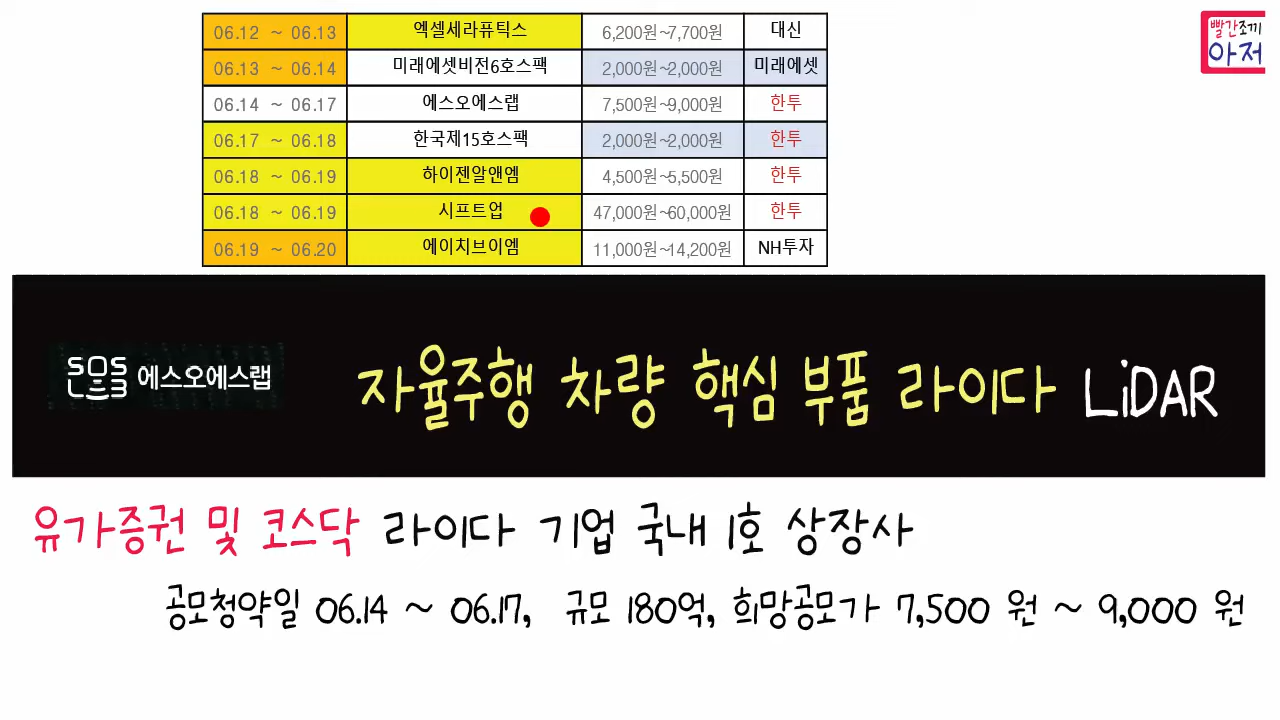 06.12 ~ 06.13 엑셀세라퓨틱스 6,200원~7,700원 대신
06.13 ~ 06.14 미래에셋비전6호스팩 2,000원~2,000원 미래에셋
06.14 ~ 06.17 에스오에스랩 7,500원~9,000원 한투
06.17 ~ 06.18 한국제15호스팩 2,000원~2,000원 한투
06.18 ~ 06.19 하이젠알앤엠 4,500원~5,500원 한투
06.18 ~ 06.19 시프트업 47,000원~60,000원 한투
06.19 ~ 06.20 에이치브이엠 11,000원~14,200원 NH투자
빨간조끼
아저
SOS
LAB
에스오에스랩
자율주행 차량 핵심 부품 라이다 LiDAR
유가증권 및 코스닥 라이다 기업 국내 1호 상장사
공모청약일 06.14 ~ 06.17, 규모 180억, 희망공모가 7,500 원 ~ 9,000 원